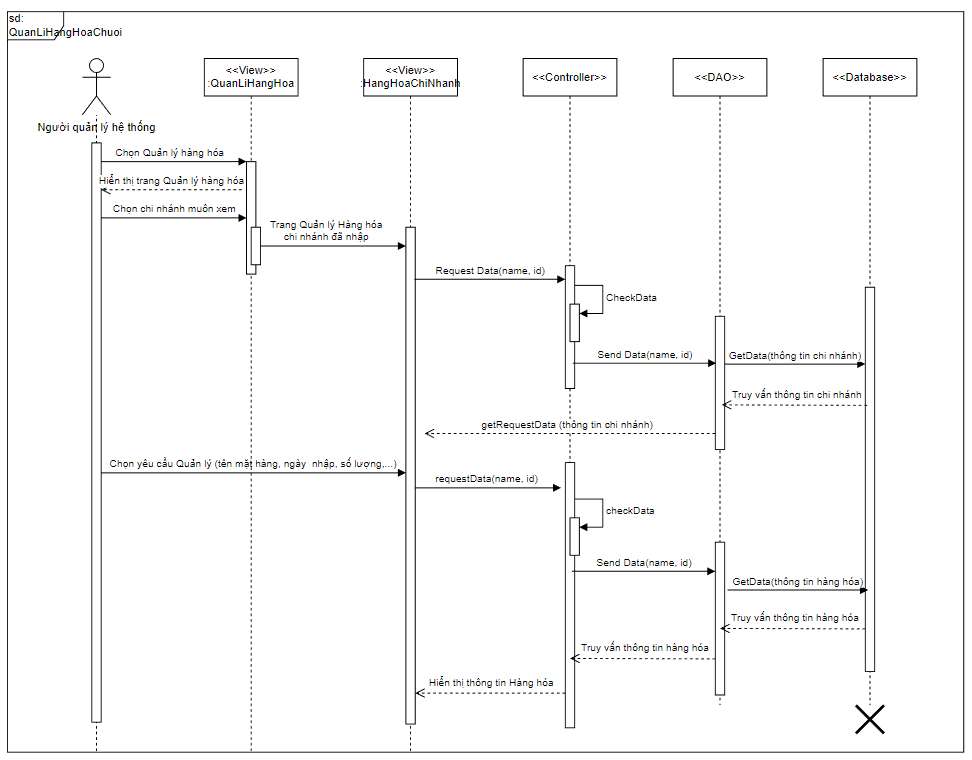 sd:
QuanLiHangHoaChuoi
<<View>>
:QuanLiHangHoa
<<View>>
:HangHoaChiNhanh
<<Controller>>
<<DAO>>
<<Database>>
Người quản lý hệ thống
Chọn Quản lý hàng hóa
Hiển thị trang Quản lý hàng hóa
Chọn chi nhánh muôn xem
Trang Quản lý Hàng hóa
chi nhánh đã nhập
Request Data(name, id)
CheckData
Send Data(name, id)
GetData(thông tin chi nhánh)
Truy vấn thông tin chi nhánh
getRequestData (thông tin chi nhánh)
Chọn yêu cầu Quản lý (tên mặt hàng, ngày nhập, số lượng,...)
requestData(name, id)
checkData
Send Data(name, id)
GetData(thông tin hàng hóa)
Truy vấn thông tin hàng hóa
Truy vấn thông tin hàng hóa
Hiển thị thông tin Hàng hóa